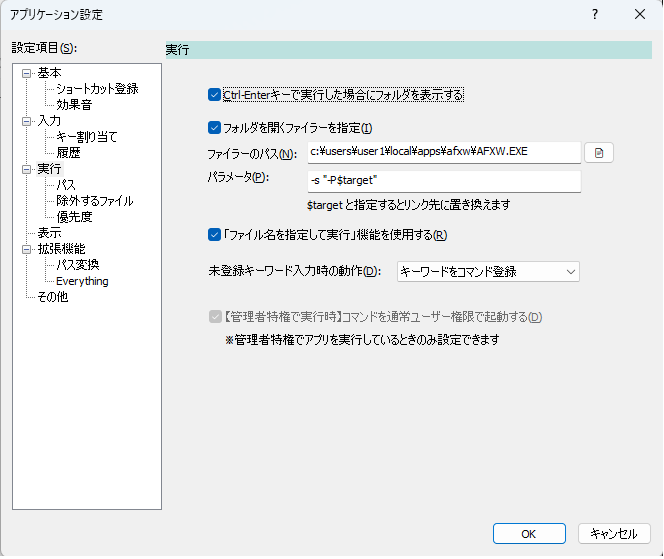 アプリケーション設定
設定項目(S):
基本
ショートカット登録
効果音
入力
キー割り当て
履歴
実行
パス
除外するファイル
優先度
表示
拡張機能
パス変換
Everything
その他
実行
Ctrl-Enterキーで実行した場合にフォルダを表示する
フォルダを開くファイラーを指定(I)
ファイラーのパス(N):
c:¥users¥user1¥local¥apps¥afxw¥AFXW.EXE
パラメータ(P):
-s "-P$target"
$target と指定するとリンク先に置き換えます
「ファイル名を指定して実行」機能を使用する(R)
未登録キーワード入力時の動作(D):
キーワードをコマンド登録
【管理者特権で実行時】コマンドを通常ユーザー権限で起動する(D)
※管理者特権でアプリを実行しているときのみ設定できます
OK
キャンセル